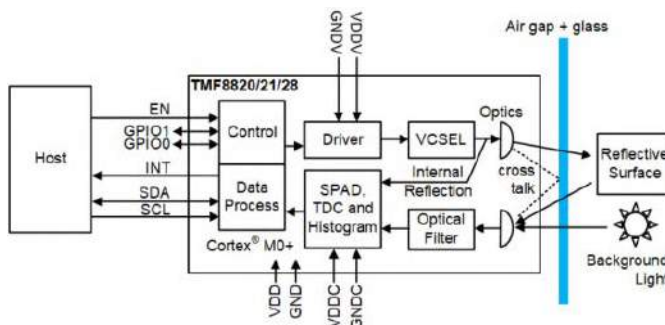 Air gap + glass
GNDV
VDDV
TMF8820/21/28
EN
GPIO1
GPIO0
Control
Driver
VCSEL
Optics
Host
INT
Internal
Reflection
cross
talk
Reflective
Surface
SDA
SCL
Data
Process
SPAD,
TDC and
Histogram
Optical
Filter
Cortex® M0+
VDD
GND
VDDC
GNDC
Background
Light